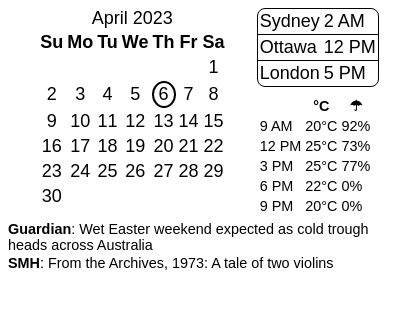 April 2023
Su Mo Tu We Th Fr Sa
1
2 3 4 5 6 7 8
9 10 11 12 13 14 15
16 17 18 19 20 21 22
23 24 25 26 27 28 29
30
Sydney 2 AM
Ottawa 12 PM
London 5 PM
°C ☂
9 AM 20°C 92%
12 PM 25°C 73%
3 PM 25°C 77%
6 PM 22°C 0%
9 PM 20°C 0%
Guardian: Wet Easter weekend expected as cold trough
heads across Australia
SMH: From the Archives, 1973: A tale of two violins